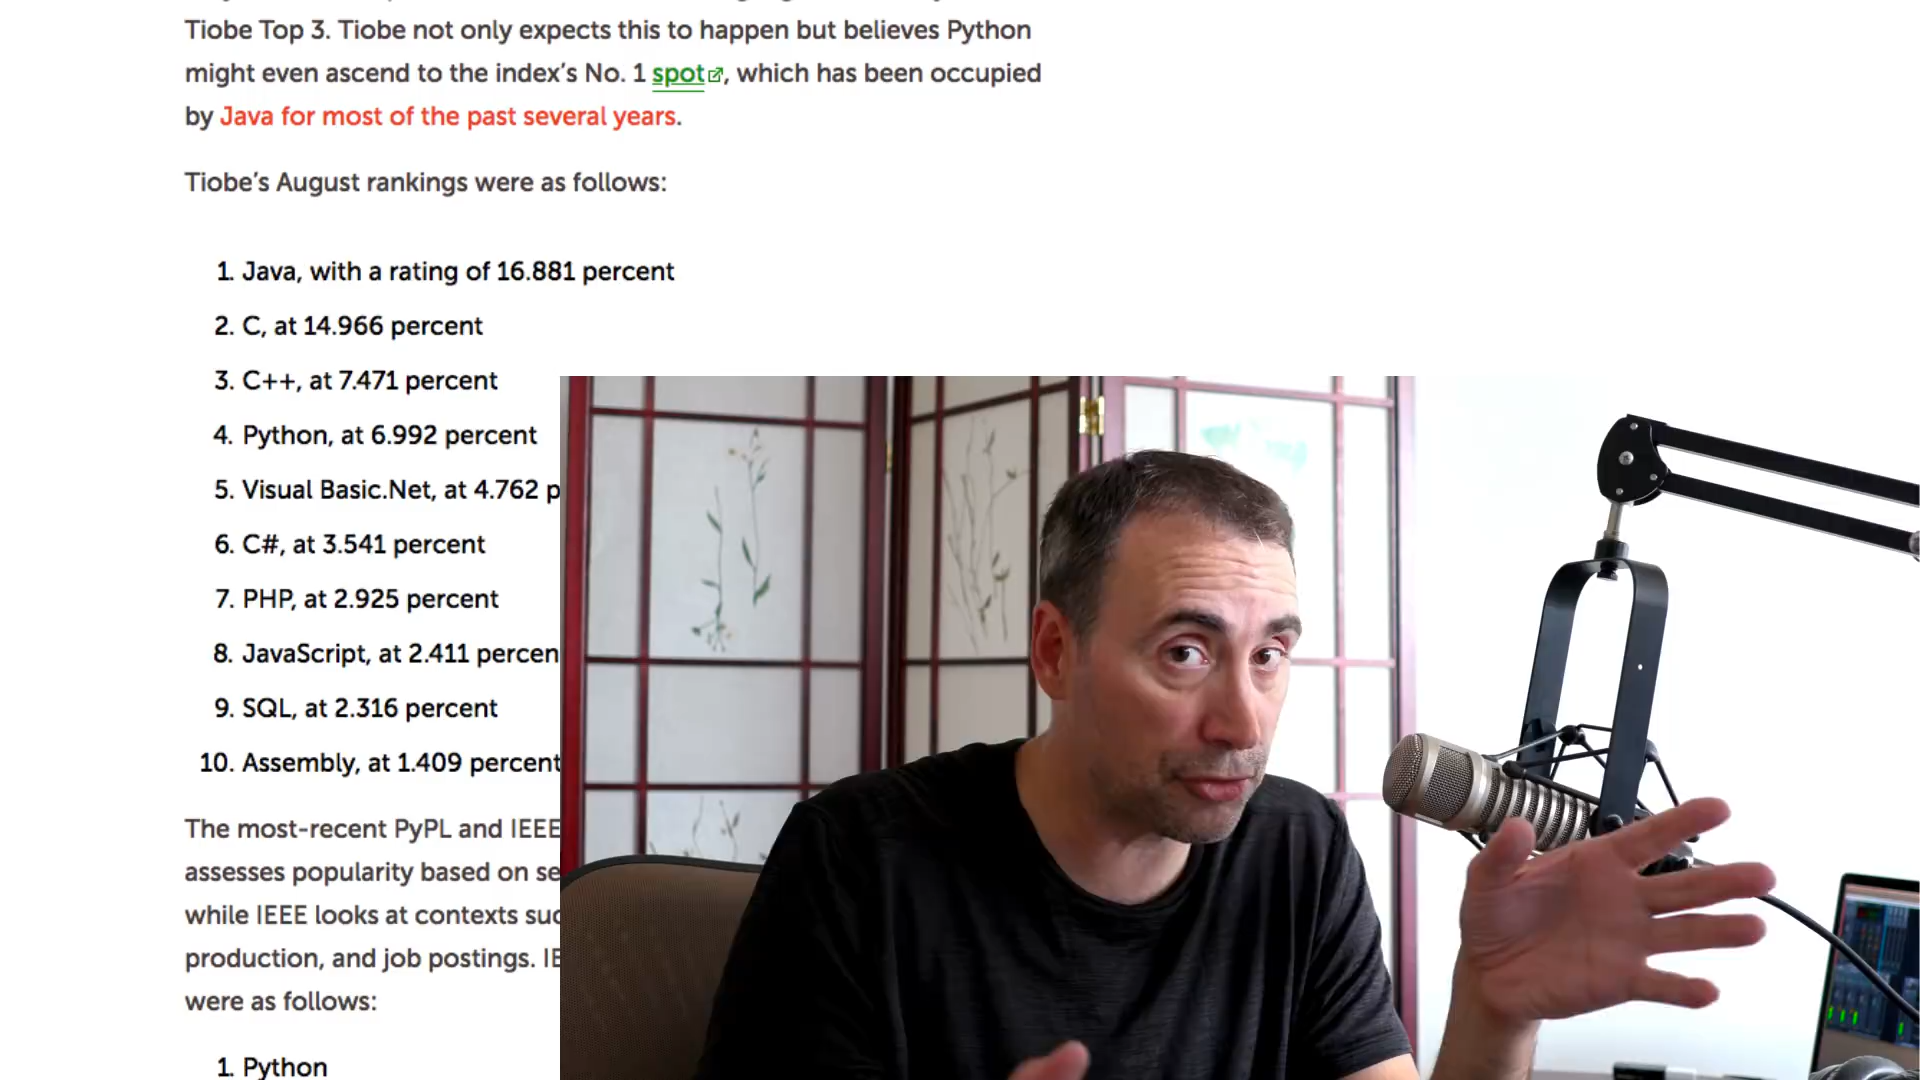 Tiobe Top 3. Tiobe not only expects this to happen but believes Python
might even ascend to the index's No. 1 spot, which has been occupied
by Java for most of the past several years.
Tiobe's August rankings were as follows:
1. Java, with a rating of 16.881 percent
2. C, at 14.966 percent
3. C++, at 7.471 percent
4. Python, at 6.992 percent
5. Visual Basic.Net, at 4.762 p
6. C#, at 3.541 percent
7. PHP, at 2.925 percent
8. JavaScript, at 2.411 percen
9. SQL, at 2.316 percent
10. Assembly, at 1.409 percent
The most-recent PyPL and IEEE
assesses popularity based on se
while IEEE looks at contexts suc
production, and job postings. IE
were as follows:
1. Python